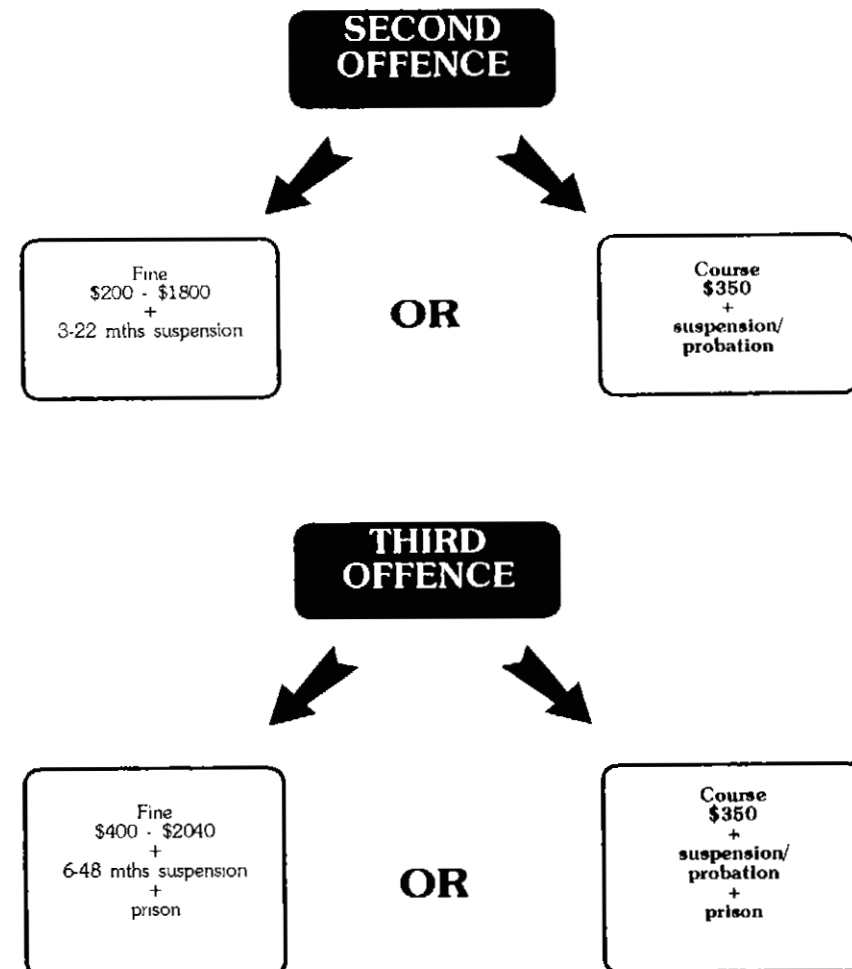 SECOND
OFFENCE
Fine
$200 - $1800
+
3-22 mths suspension
OR
Course
$350
+
suspension/
probation
THIRD
OFFENCE
Fine
$400 - $2040
+
6-48 mths suspension
+
prison
OR
Course
$350
+
suspension/
probation
+
prison